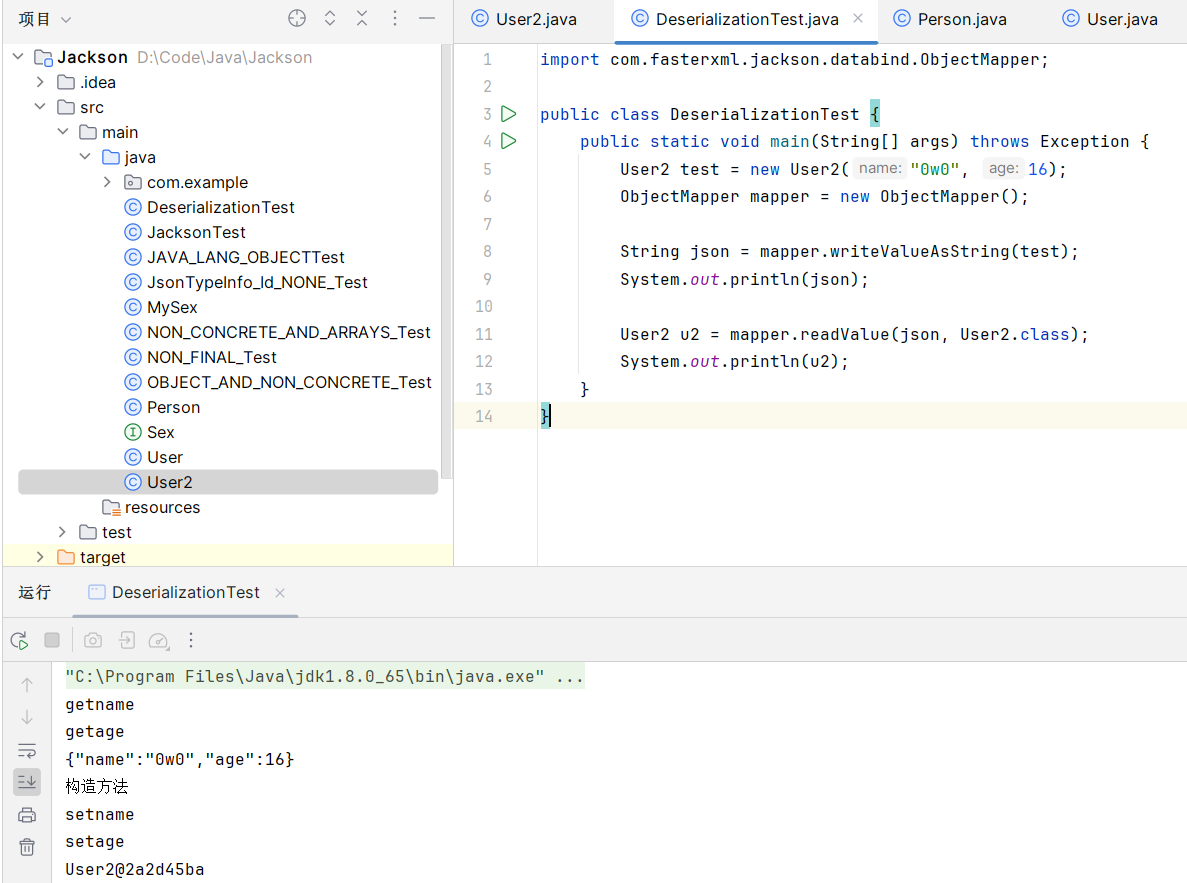 项目
User2.java
DeserializationTest.java
Person.java
User.java
Jackson D:\Code\Java\Jackson
.idea
src
main
java
com.example
DeserializationTest
JacksonTest
JAVA_LANG_OBJECTTest
JsonTypeInfo_Id_NONE_Test
MySex
NON_CONCRETE_AND_ARRAYS_Test
NON_FINAL_Test
OBJECT_AND_NON_CONCRETE_Test
Person
Sex
User
User2
resources
test
target
1 import com.fasterxml.jackson.databind.ObjectMapper;
2
3 public class DeserializationTest {
4 public static void main(String[] args) throws Exception {
5 User2 test = new User2( name: "0w0", age: 16);
6 ObjectMapper mapper = new ObjectMapper();
7
8 String json = mapper.writeValueAsString(test);
9 System.out.println(json);
10
11 User2 u2 = mapper.readValue(json, User2.class);
12 System.out.println(u2);
13 }
14 }
运行
DeserializationTest
"C:\Program Files\Java\jdk1.8.0_65\bin\java.exe" ...
getname
getage
{"name":"0w0","age":16}
构造方法
setname
setage
User2@2a2d45ba